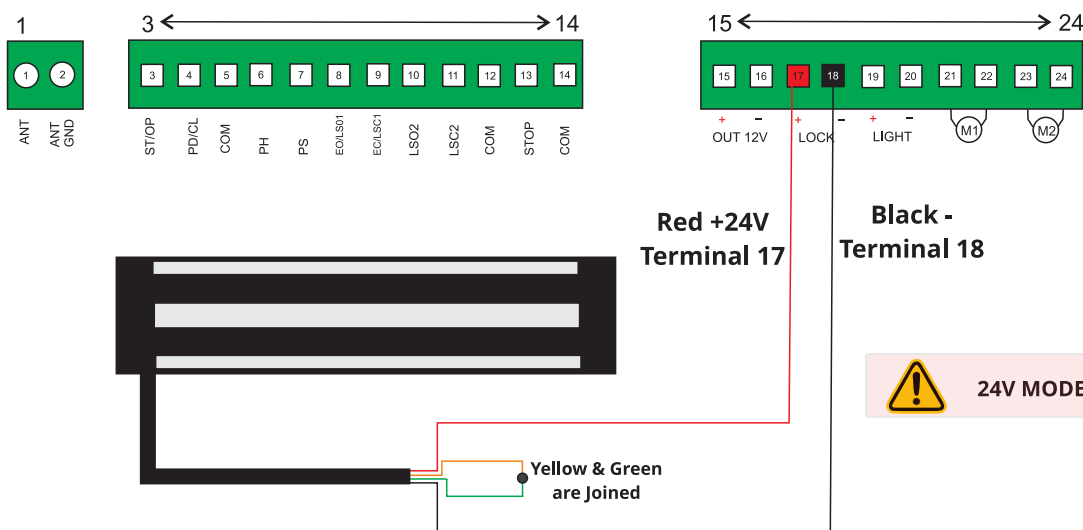 1
3
14
15
24
1 2
3 4 5 6 7 8 9 10 11 12 13 14
15 16 17 18 19 20 21 22 23 24
ANT
ANT
GND
ST/OP
PD/CL
COM
PH
PS
EO/LS01
EC/LSC1
LSO2
LSC2
COM
STOP
COM
+ − + − + −
OUT 12V LOCK LIGHT M1 M2
Red +24V
Terminal 17
Black -
Terminal 18
24V MODE
Yellow & Green
are Joined